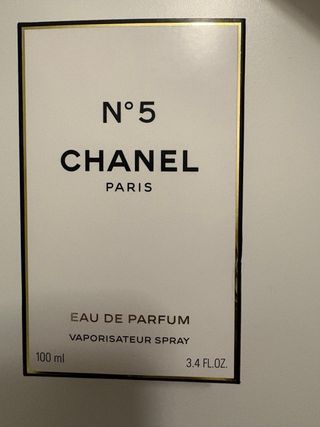 N°5
CHANEL
PARIS
EAU DE PARFUM
VAPORISATEUR SPRAY
100 ml 3.4 FL.OZ.